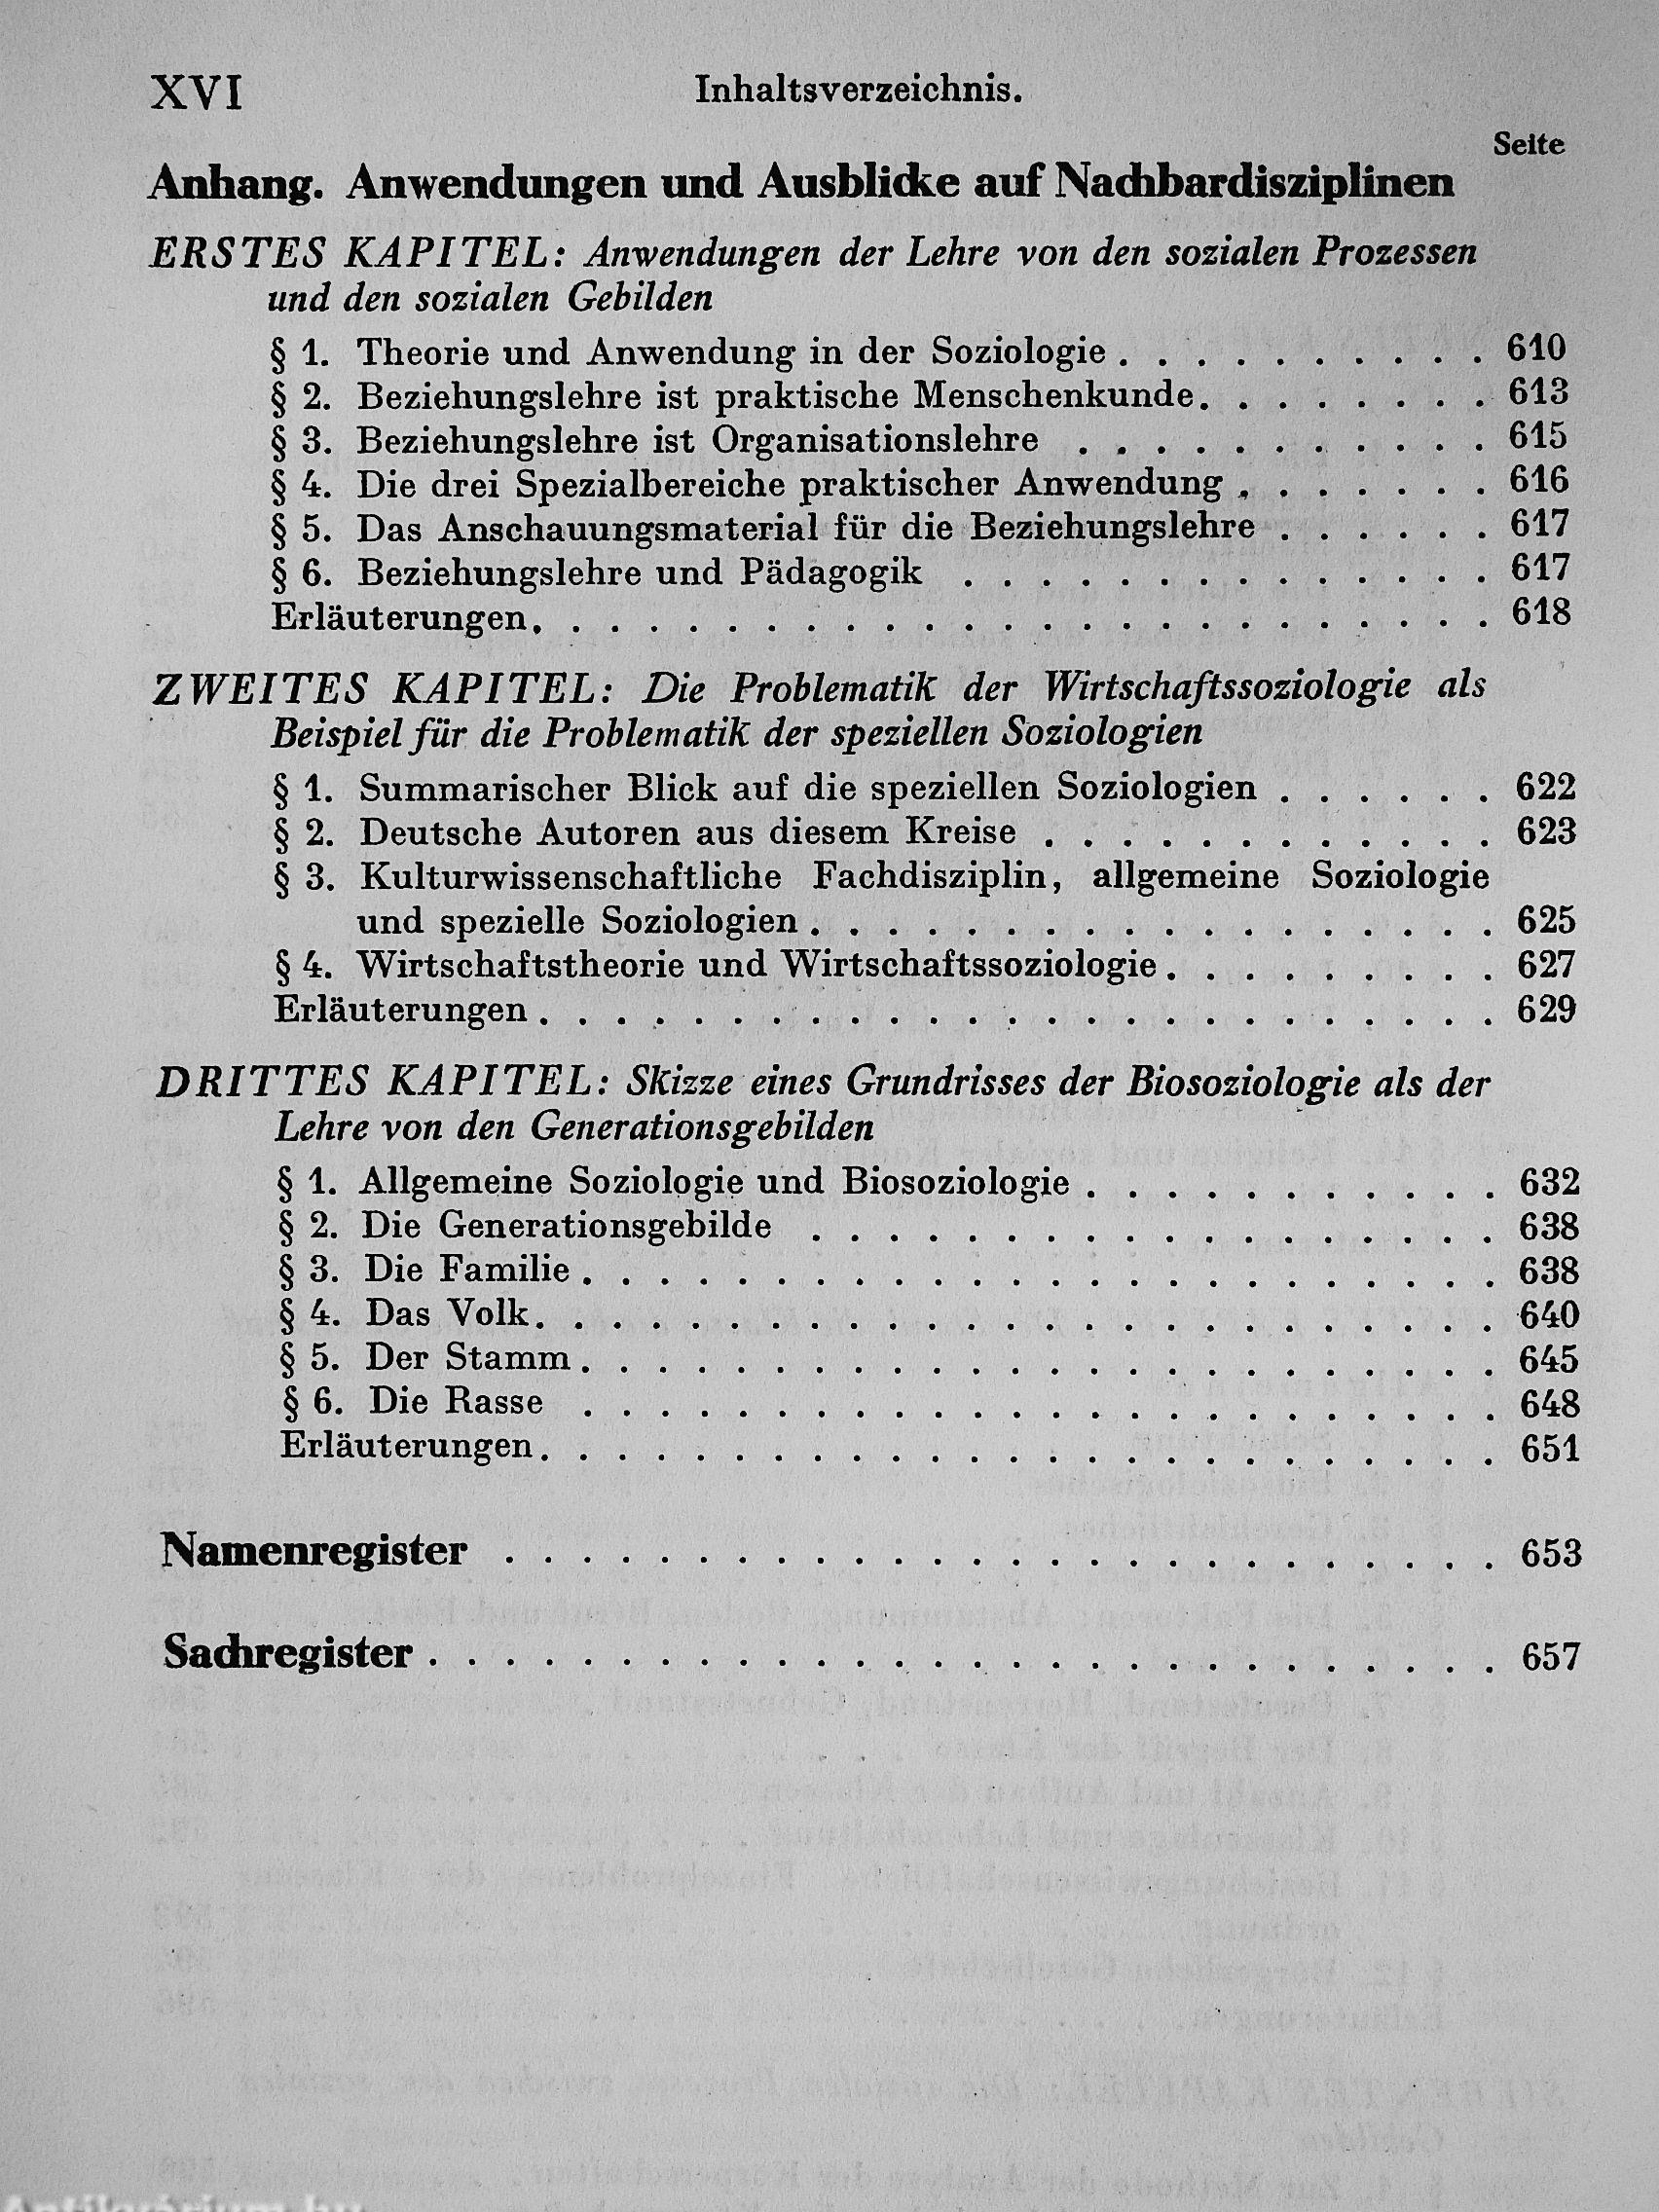 XVI Inhaltsverzeichnis.
Seite
Anhang. Anwendungen und Ausblicke auf Nachbardisziplinen
ERSTES KAPITEL: Anwendungen der Lehre von den sozialen Prozessen
und den sozialen Gebilden
§ 1. Theorie und Anwendung in der Soziologie . . . . . . . . . . 610
§ 2. Beziehungslehre ist praktische Menschenkunde. . . . . . . . 613
§ 3. Beziehungslehre ist Organisationslehre . . . . . . . . . . . 615
§ 4. Die drei Spezialbereiche praktischer Anwendung . . . . . . . 616
§ 5. Das Anschauungsmaterial für die Beziehungslehre . . . . . . 617
§ 6. Beziehungslehre und Pädagogik . . . . . . . . . . . . . . 617
Erläuterungen. . . . . . . . . . . . . . . . . . . . . . . . . 618
ZWEITES KAPITEL: Die Problematik der Wirtschaftssoziologie als
Beispiel für die Problematik der speziellen Soziologien
§ 1. Summarischer Blick auf die speziellen Soziologien . . . . . . 622
§ 2. Deutsche Autoren aus diesem Kreise . . . . . . . . . . . . 623
§ 3. Kulturwissenschaftliche Fachdisziplin, allgemeine Soziologie
und spezielle Soziologien . . . . . . . . . . . . . . . . . . 625
§ 4. Wirtschaftstheorie und Wirtschaftssoziologie . . . . . . . . . 627
Erläuterungen . . . . . . . . . . . . . . . . . . . . . . . . . 629
DRITTES KAPITEL: Skizze eines Grundrisses der Biosoziologie als der
Lehre von den Generationsgebilden
§ 1. Allgemeine Soziologie und Biosoziologie . . . . . . . . . . . 632
§ 2. Die Generationsgebilde . . . . . . . . . . . . . . . . . . 638
§ 3. Die Familie . . . . . . . . . . . . . . . . . . . . . . . . 638
§ 4. Das Volk. . . . . . . . . . . . . . . . . . . . . . . . . 640
§ 5. Der Stamm . . . . . . . . . . . . . . . . . . . . . . . . 645
§ 6. Die Rasse . . . . . . . . . . . . . . . . . . . . . . . . 648
Erläuterungen. . . . . . . . . . . . . . . . . . . . . . . . . 651
Namenregister . . . . . . . . . . . . . . . . . . . . . . . . . . 653
Sachregister . . . . . . . . . . . . . . . . . . . . . . . . . . . . 657
Antikvárium.hu